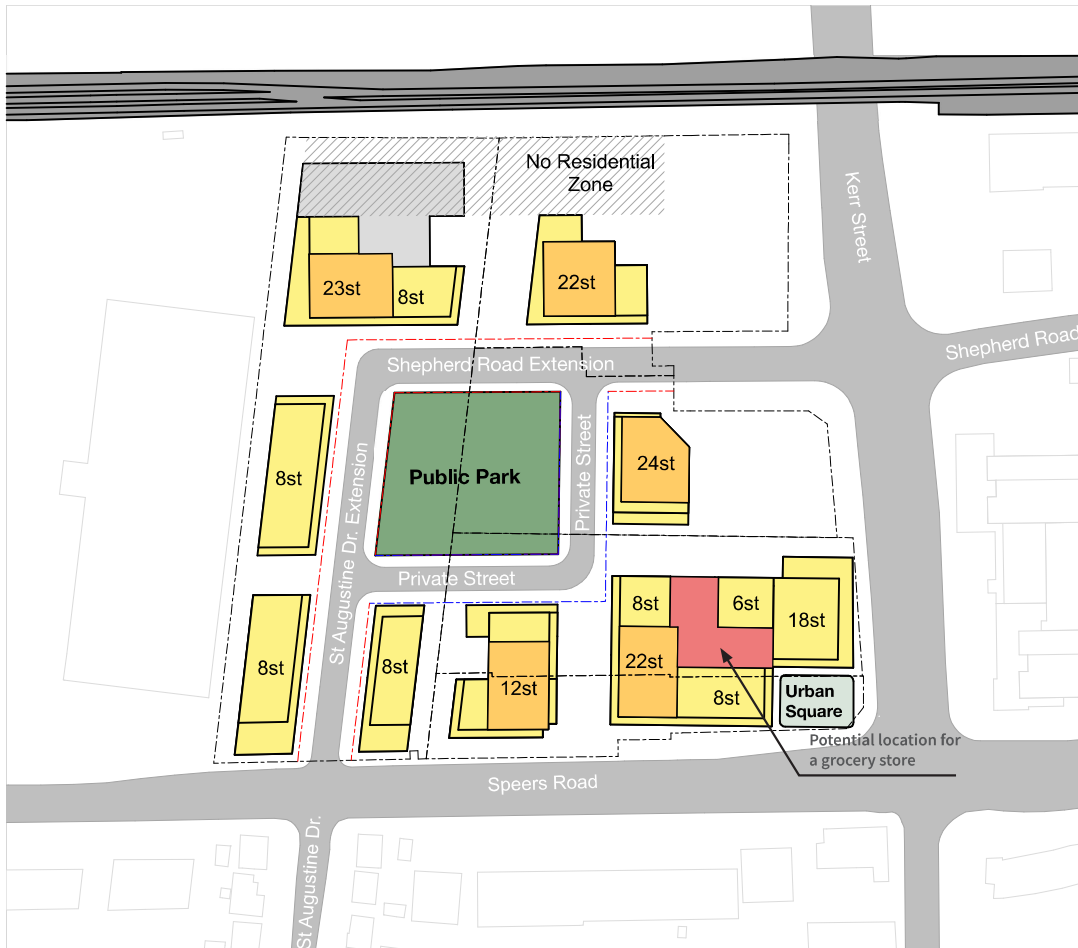 No Residential
Zone
Kerr Street
23st
8st
22st
Shepherd Road Extension
Shepherd Road
8st
St Augustine Dr. Extension
Public Park
Private Street
24st
Private Street
8st
8st
12st
8st
6st
18st
22st
8st
Urban
Square
Potential location for
a grocery store
Speers Road
St Augustine Dr.